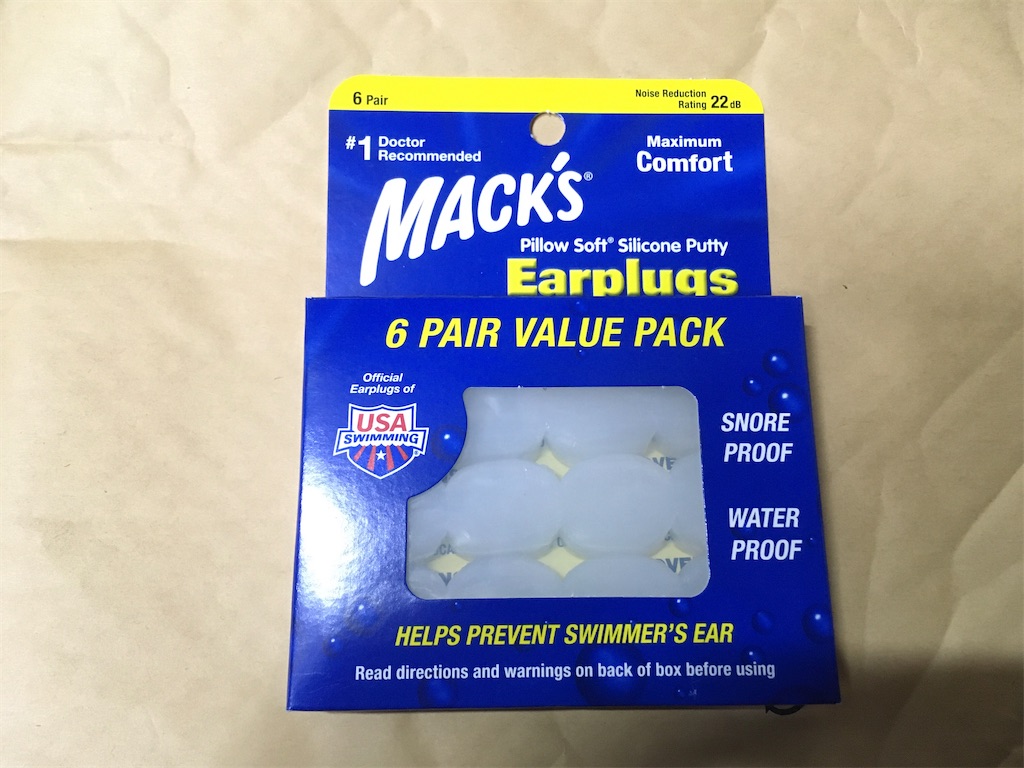 6 Pair
Noise Reduction
Rating 22 dB
#1 Doctor
Recommended
Maximum
Comfort
MACK'S®
Pillow Soft® Silicone Putty
Earplugs
6 PAIR VALUE PACK
Official
Earplugs of
USA
SWIMMING
SNORE
PROOF
WATER
PROOF
HELPS PREVENT SWIMMER'S EAR
Read directions and warnings on back of box before using